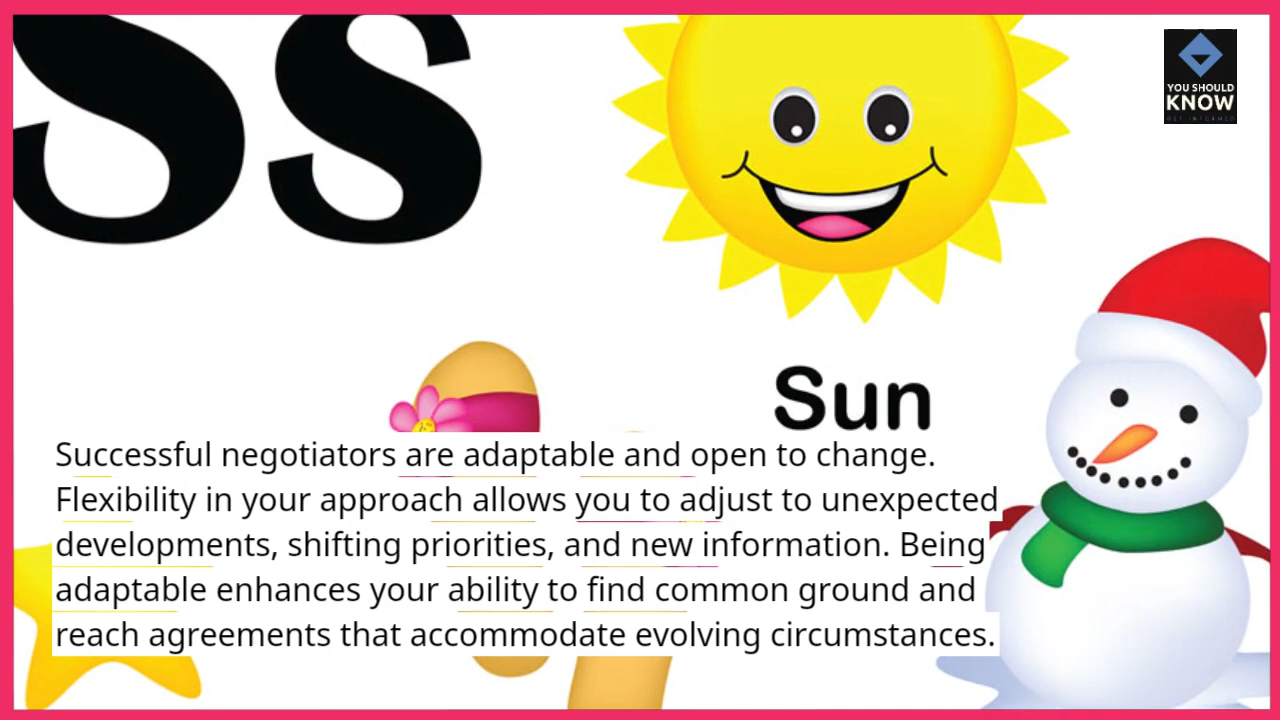 Ss
YOU SHOULD
KNOW
GET INFORMED
Sun
Successful negotiators are adaptable and open to change.
Flexibility in your approach allows you to adjust to unexpected
developments, shifting priorities, and new information. Being
adaptable enhances your ability to find common ground and
reach agreements that accommodate evolving circumstances.